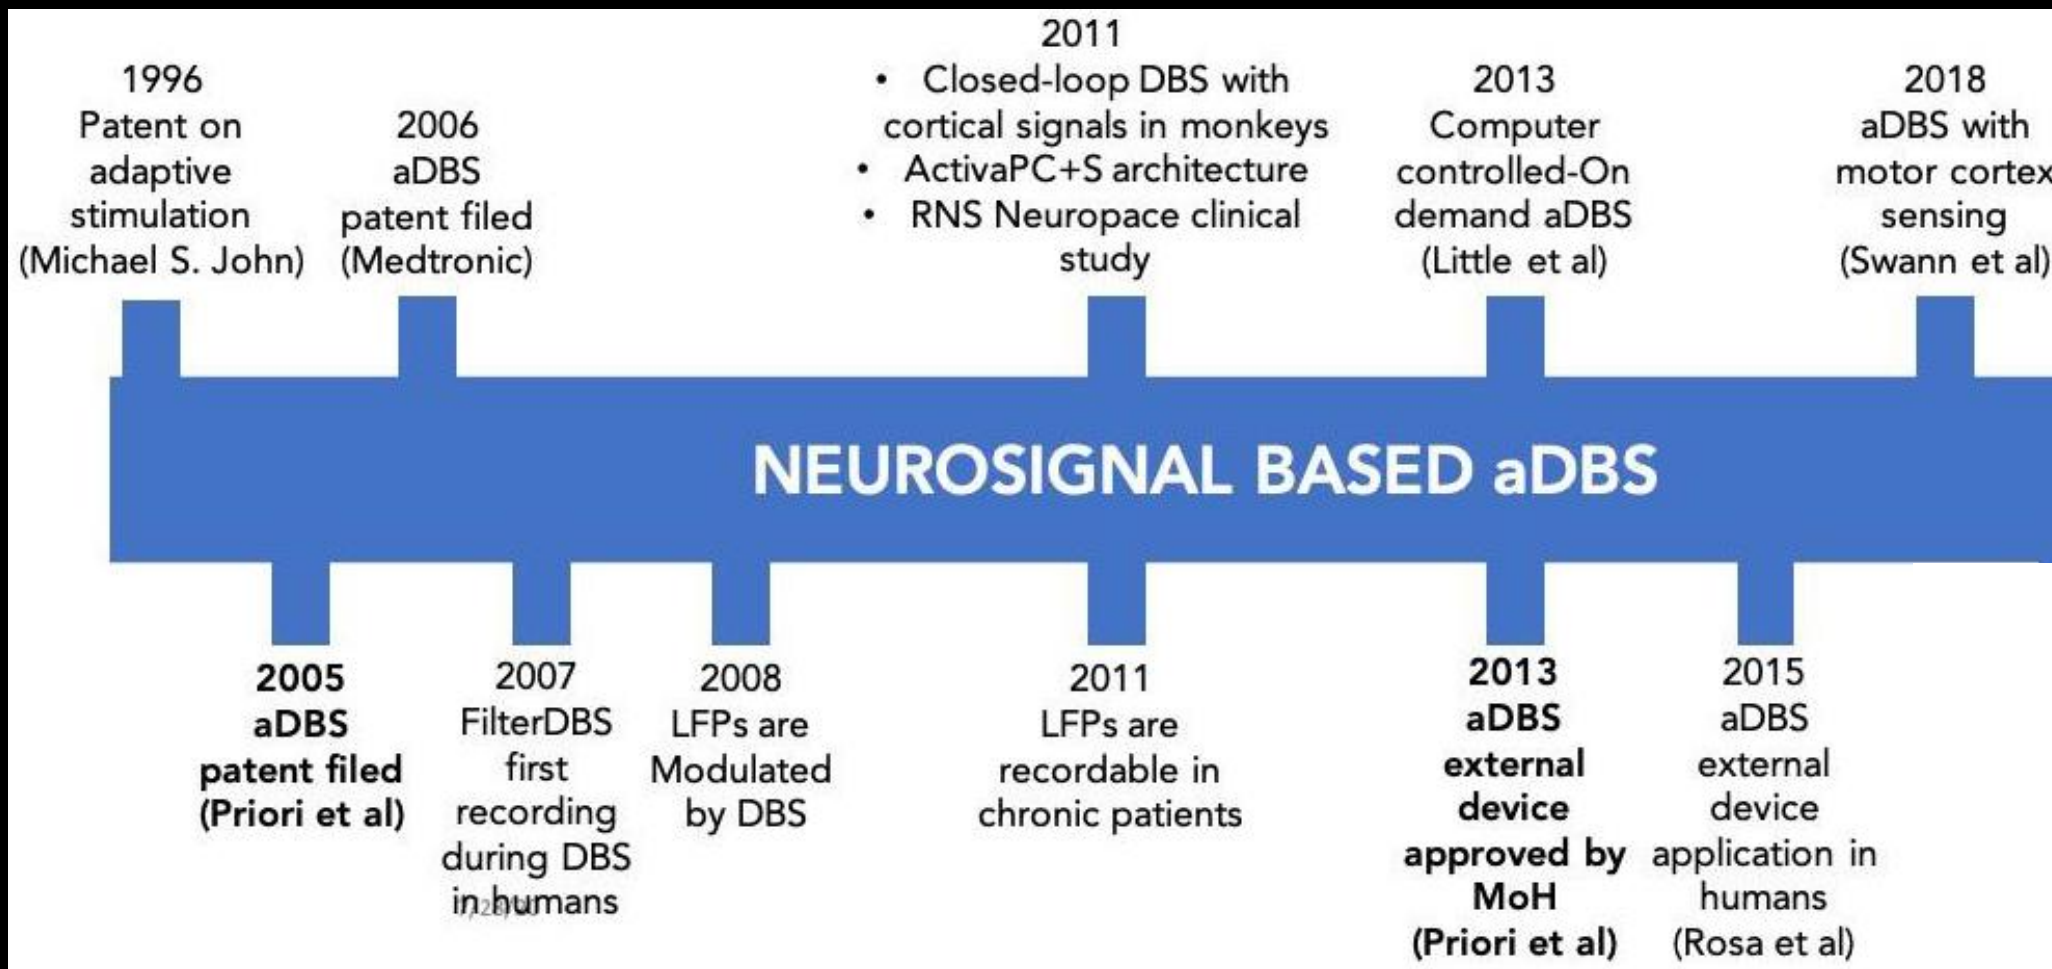 1996
Patent on
adaptive
stimulation
(Michael S. John)
2006
aDBS
patent filed
(Medtronic)
2011
• Closed-loop DBS with
cortical signals in monkeys
• ActivaPC+S architecture
• RNS Neuropace clinical
study
2013
Computer
controlled-On
demand aDBS
(Little et al)
2018
aDBS with
motor cortex
sensing
(Swann et al)
NEUROSIGNAL BASED aDBS
2005
aDBS
patent filed
(Priori et al)
2007
FilterDBS
first
recording
during DBS
in humans
2008
LFPs are
Modulated
by DBS
2011
LFPs are
recordable in
chronic patients
2013
aDBS
external
device
approved by
MoH
(Priori et al)
2015
aDBS
external
device
application in
humans
(Rosa et al)